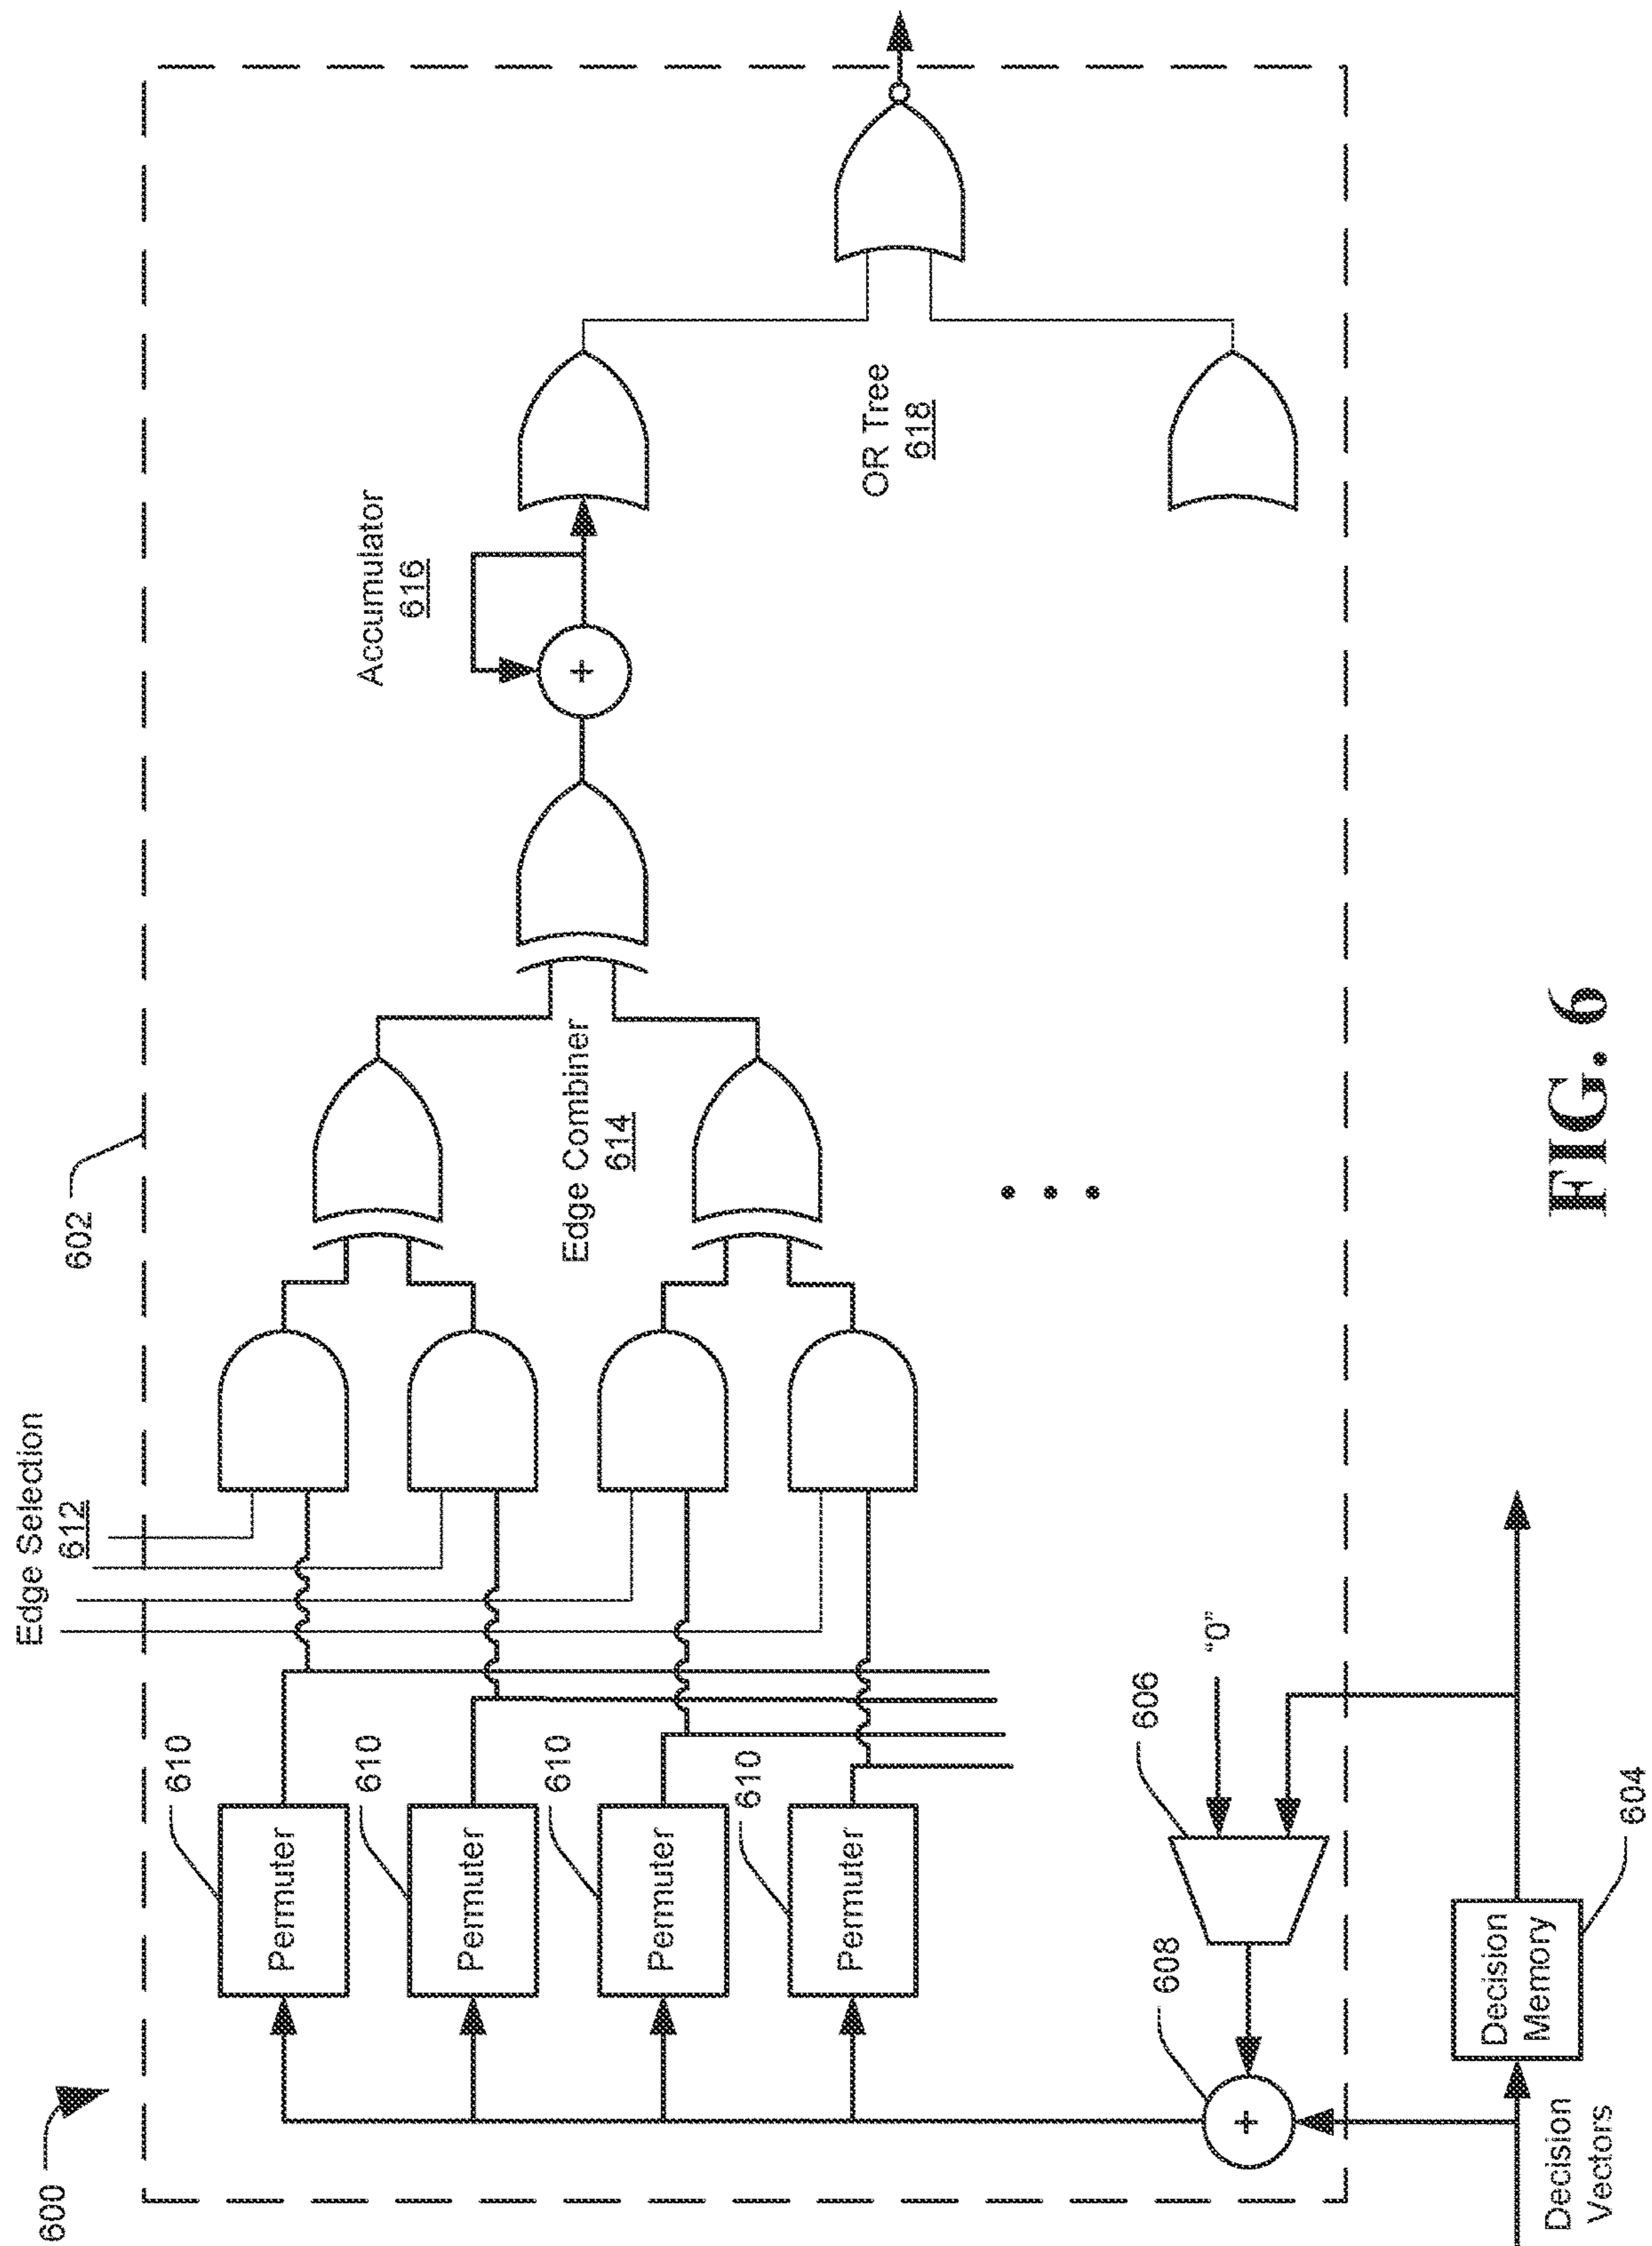 600
602
Edge Selection
612
610
Permuter
610
Permuter
610
Permuter
610
Permuter
Edge Combiner
614
Accumulator
616
OR Tree
618
608
+
+
606
"0"
Decision
Memory
604
Decision
Vectors
FIG. 6